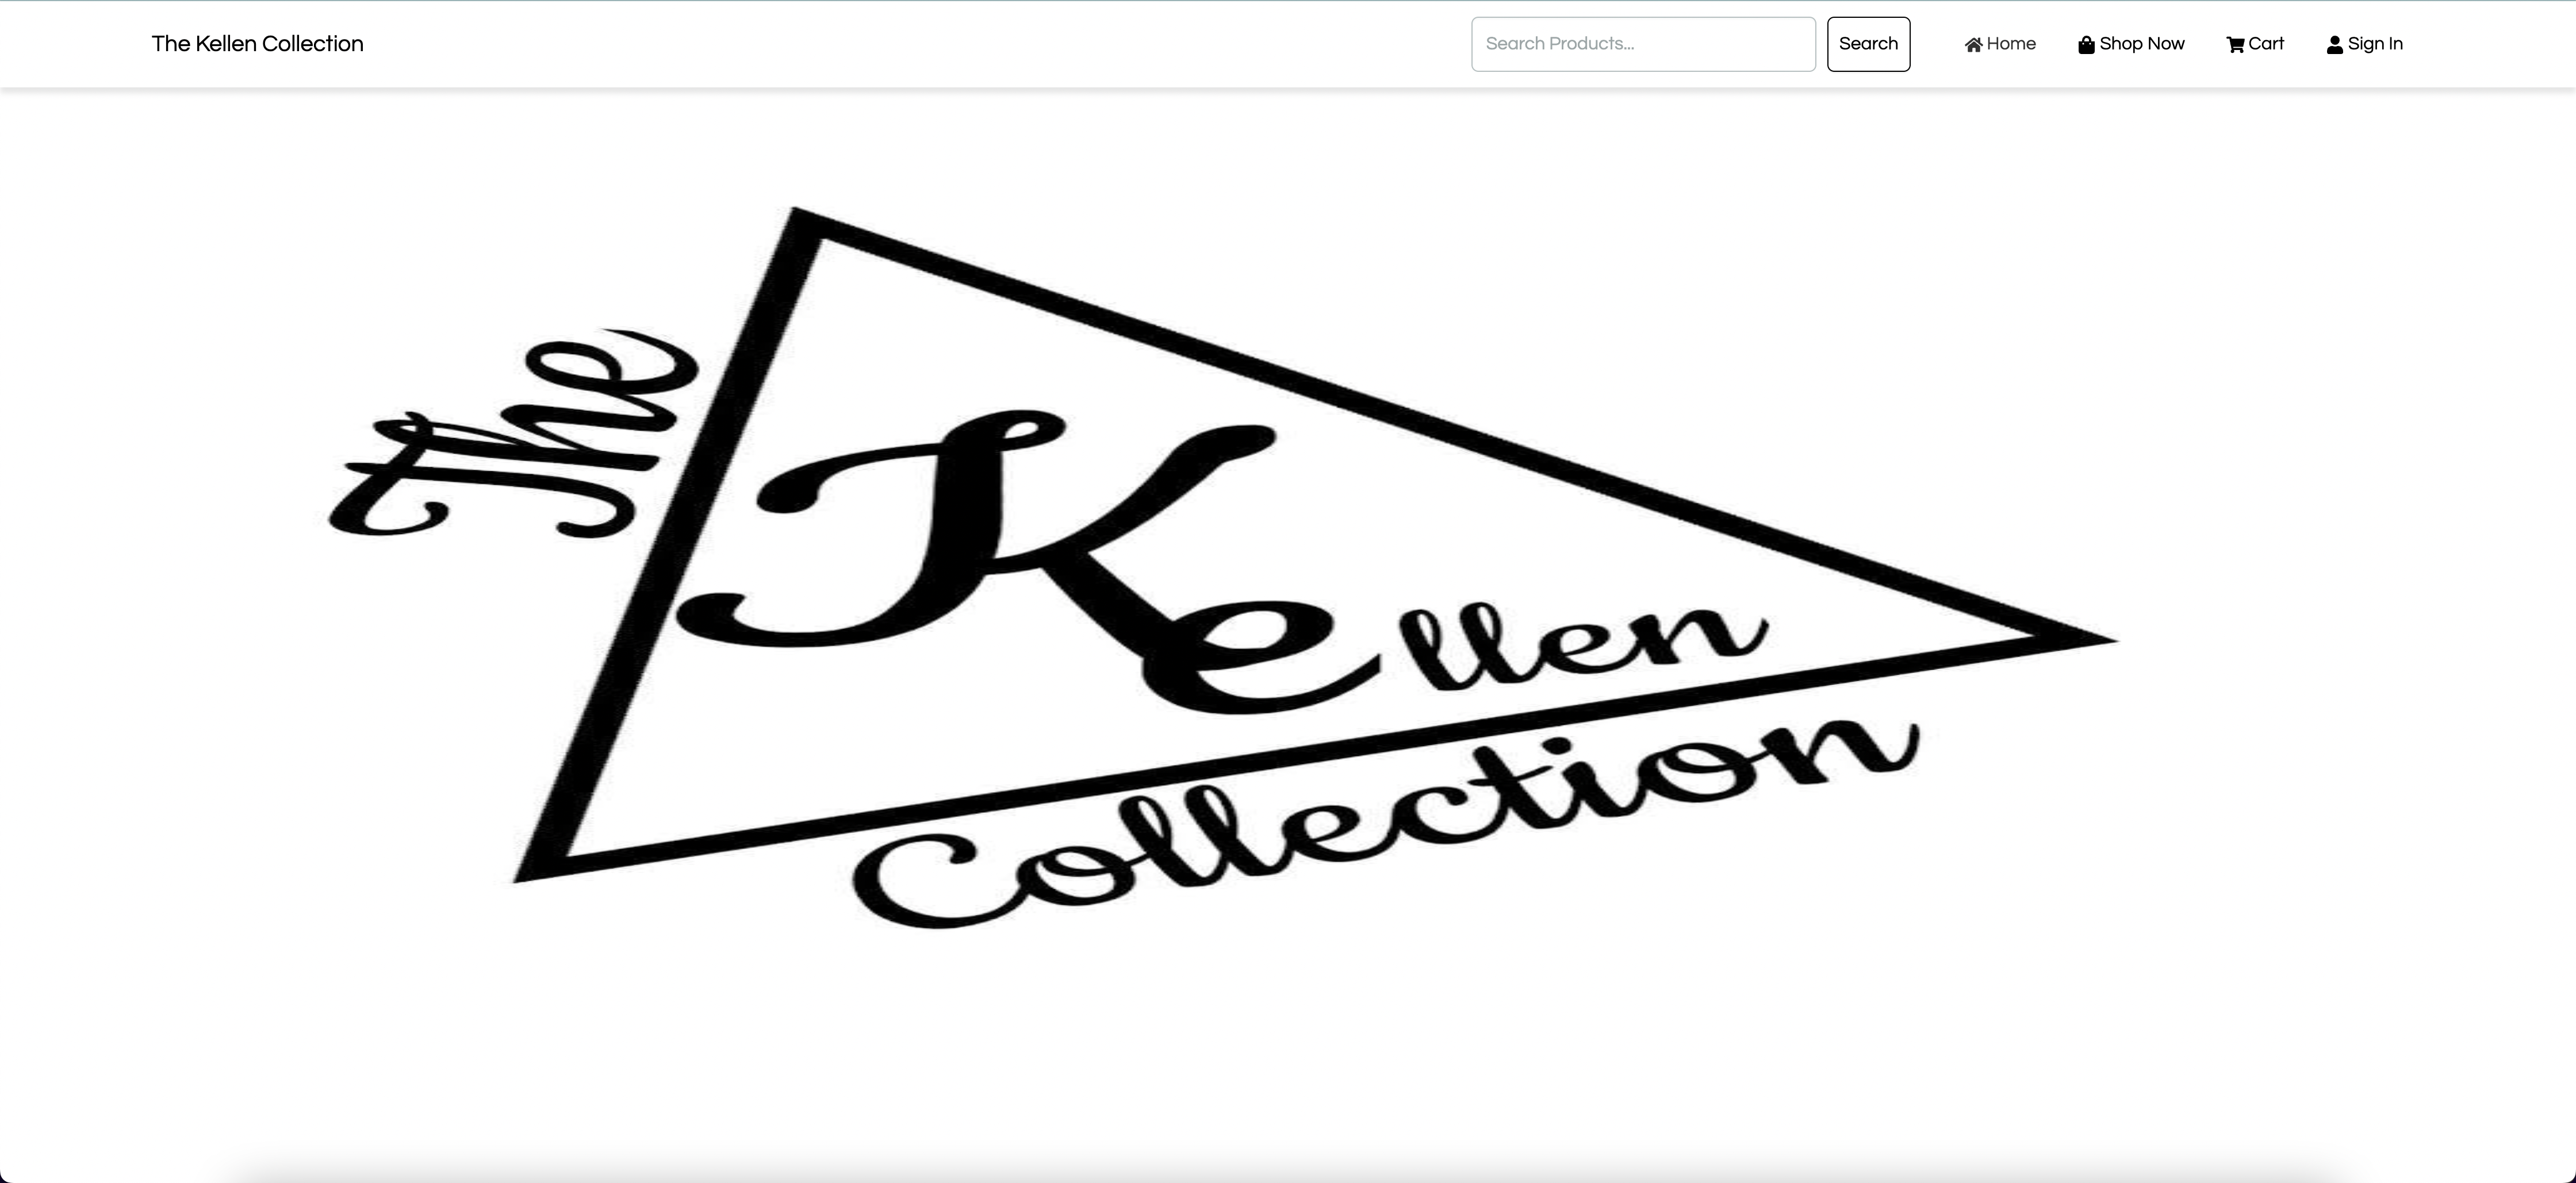 The Kellen Collection
Search Products...
Search
Home
Shop Now
Cart
Sign In
The
Kellen
Collection